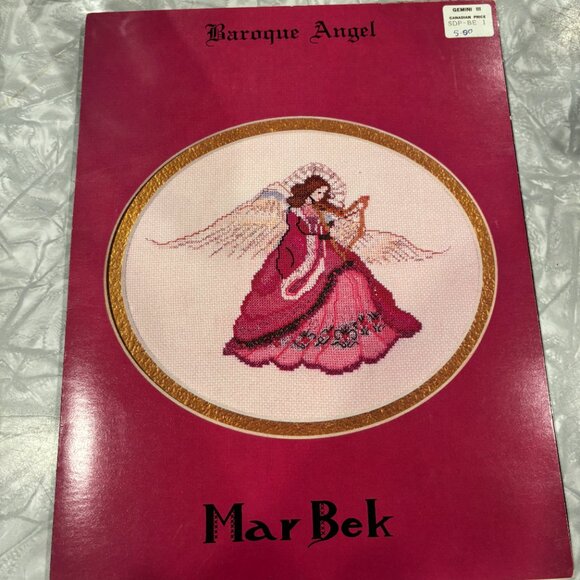 Baroque Angel
GEMINI III
CANADIAN PRICE
SDP-BE 1
5.00
Mar Bek